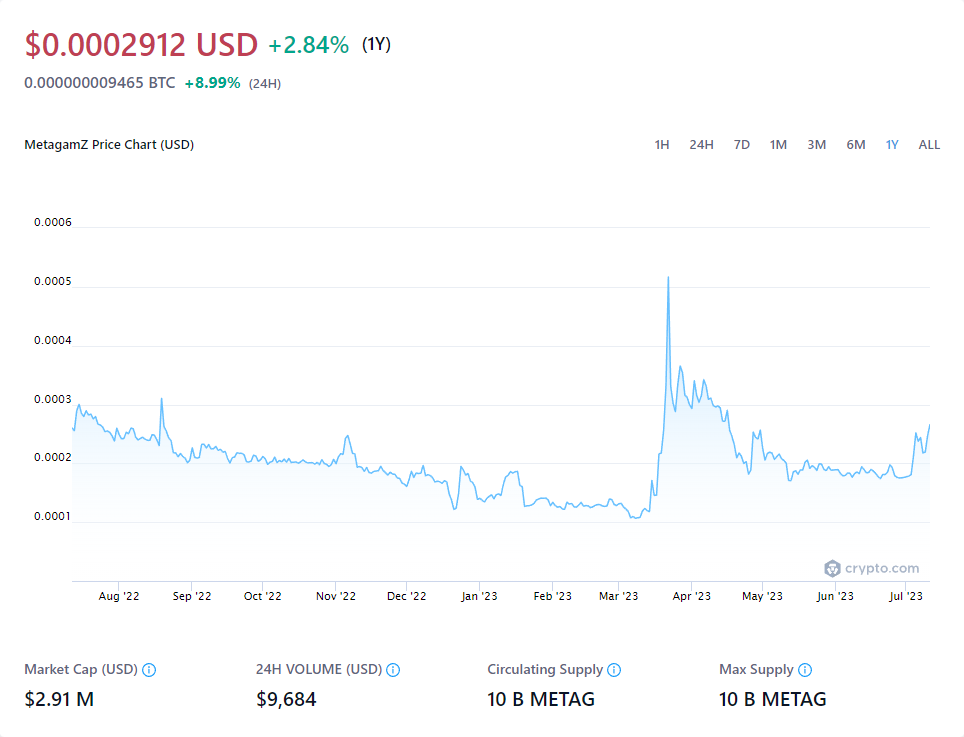 $0.0002912 USD +2.84% (1Y)
0.000000009465 BTC +8.99% (24H)
MetagamZ Price Chart (USD) 1H 24H 7D 1M 3M 6M 1Y ALL
0.0006
0.0005
0.0004
0.0003
0.0002
0.0001
crypto.com
Aug '22 Sep '22 Oct '22 Nov '22 Dec '22 Jan '23 Feb '23 Mar '23 Apr '23 May '23 Jun '23 Jul '23
Market Cap (USD) 24H VOLUME (USD) Circulating Supply Max Supply
$2.91 M $9,684 10 B METAG 10 B METAG